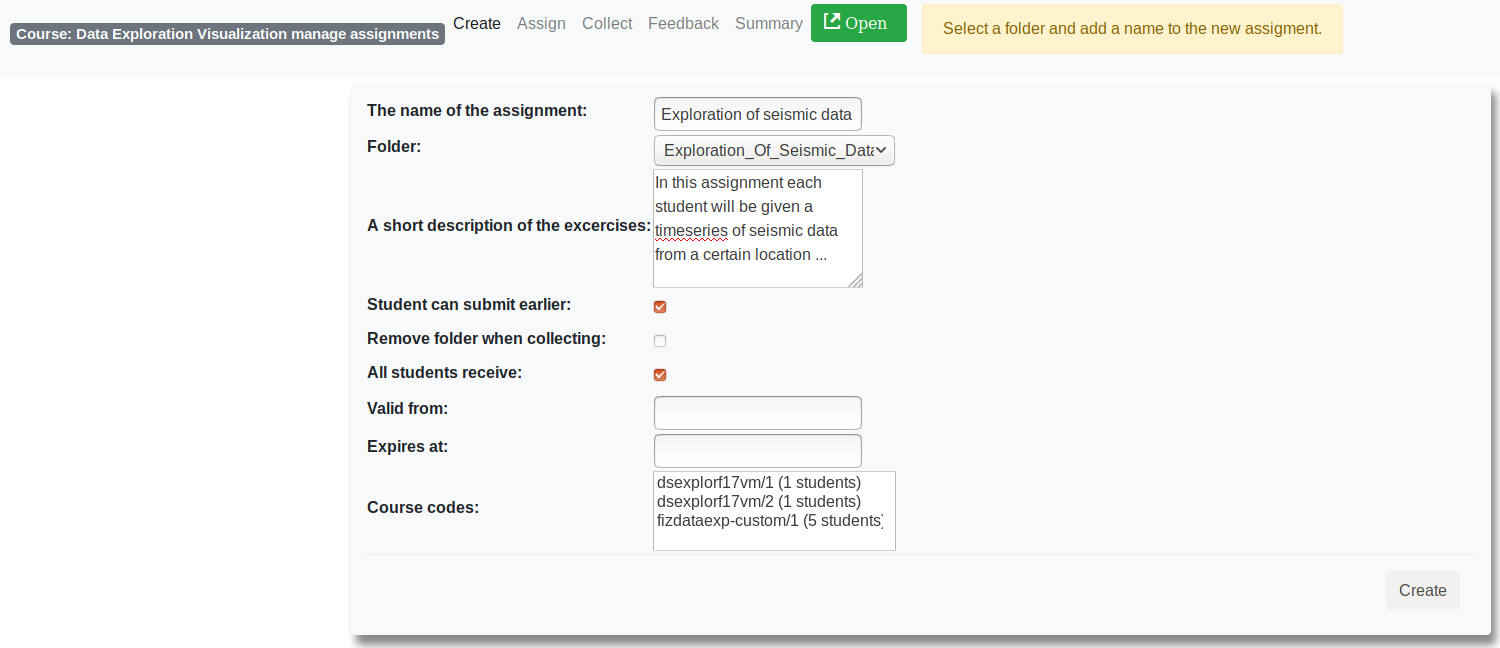 Course: Data Exploration Visualization manage assignments
Create Assign Collect Feedback Summary Open
Select a folder and add a name to the new assigment.
The name of the assignment: Exploration of seismic data
Folder: Exploration_Of_Seismic_Data
A short description of the excercises:
In this assignment each
student will be given a
timeseries of seismic data
from a certain location ...
Student can submit earlier:
Remove folder when collecting:
All students receive:
Valid from:
Expires at:
Course codes:
dsexplorf17vm/1 (1 students)
dsexplorf17vm/2 (1 students)
fizdataexp-custom/1 (5 students)
Create